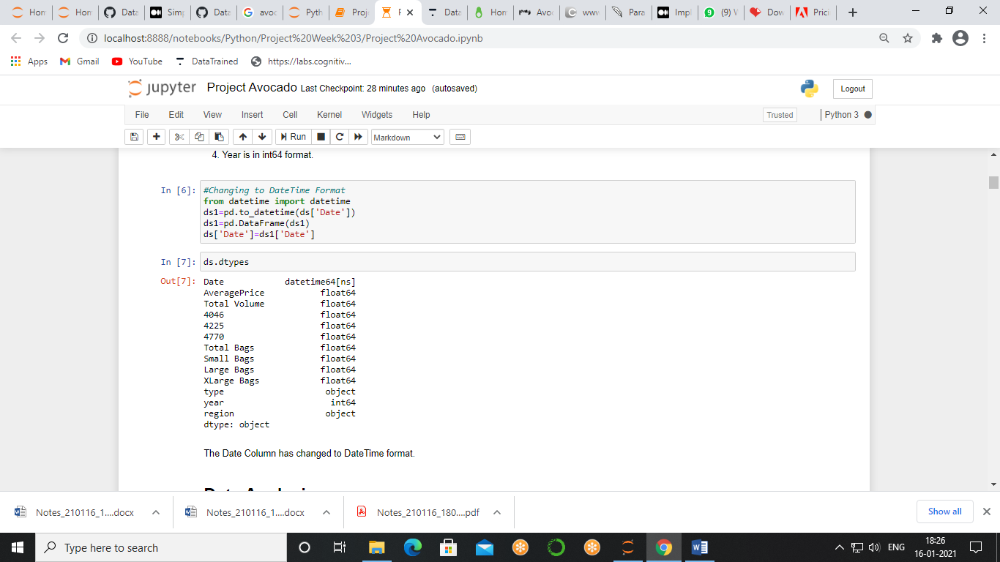 Hom
Hom
Data
Simp
Data
avoc
Pyth
Proje
P
Data
Hom
Avoc
www
Para
Impl
(9) V
Dow
Prici
localhost:8888/notebooks/Python/Project%20Week%203/Project%20Avocado.ipynb
Apps Gmail YouTube DataTrained https://labs.cognitiv...
jupyter Project Avocado Last Checkpoint: 28 minutes ago (autosaved) Logout
File Edit View Insert Cell Kernel Widgets Help Trusted Python 3
Run Markdown
4. Year is in int64 format.
In [6]: #Changing to DateTime Format
from datetime import datetime
ds1=pd.to_datetime(ds['Date'])
ds1=pd.DataFrame(ds1)
ds['Date']=ds1['Date']
In [7]: ds.dtypes
Out[7]: Date datetime64[ns]
AveragePrice float64
Total Volume float64
4046 float64
4225 float64
4770 float64
Total Bags float64
Small Bags float64
Large Bags float64
XLarge Bags float64
type object
year int64
region object
dtype: object
The Date Column has changed to DateTime format.
Notes_210116_1....docx Notes_210116_1....docx Notes_210116_180....pdf Show all
Type here to search ENG 18:26
16-01-2021